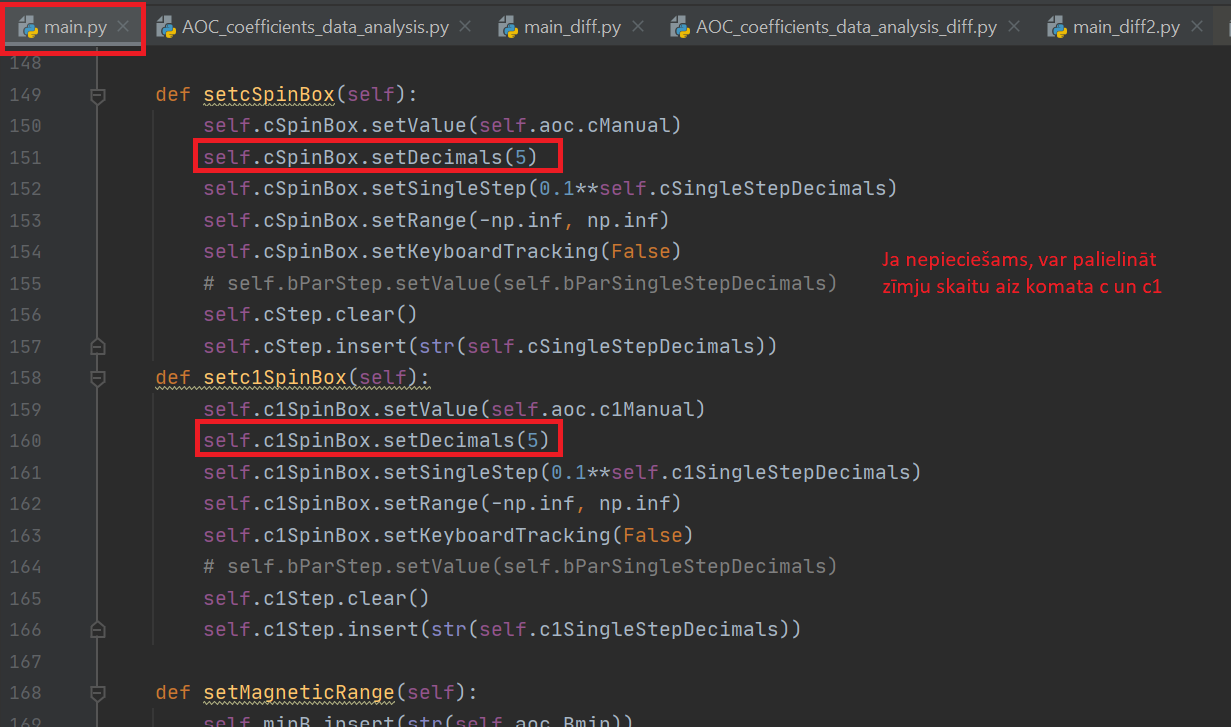 main.py AOC_coefficients_data_analysis.py main_diff.py AOC_coefficients_data_analysis_diff.py main_diff2.py
148
149 def setcSpinBox(self):
150 self.cSpinBox.setValue(self.aoc.cManual)
151 self.cSpinBox.setDecimals(5)
152 self.cSpinBox.setSingleStep(0.1**self.cSingleStepDecimals)
153 self.cSpinBox.setRange(-np.inf, np.inf)
154 self.cSpinBox.setKeyboardTracking(False)
155 # self.bParStep.setValue(self.bParSingleStepDecimals)
156 self.cStep.clear()
157 self.cStep.insert(str(self.cSingleStepDecimals))
158 def setc1SpinBox(self):
159 self.c1SpinBox.setValue(self.aoc.c1Manual)
160 self.c1SpinBox.setDecimals(5)
161 self.c1SpinBox.setSingleStep(0.1**self.c1SingleStepDecimals)
162 self.c1SpinBox.setRange(-np.inf, np.inf)
163 self.c1SpinBox.setKeyboardTracking(False)
164 # self.bParStep.setValue(self.bParSingleStepDecimals)
165 self.c1Step.clear()
166 self.c1Step.insert(str(self.c1SingleStepDecimals))
167
168 def setMagneticRange(self):
169 self.minB.insert(str(self.aoc.Bmin))
Ja nepieciešams, var palielināt
zīmju skaitu aiz komata c un c1